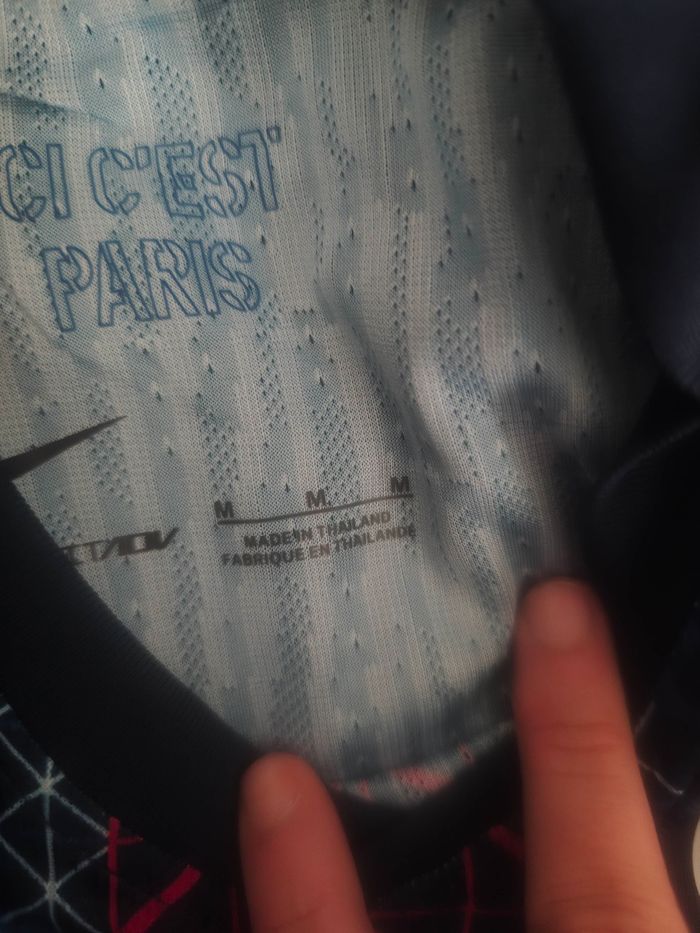 CI C'EST
PARIS
M M M
MADE IN THAILAND
FABRIQUE EN THAILANDE